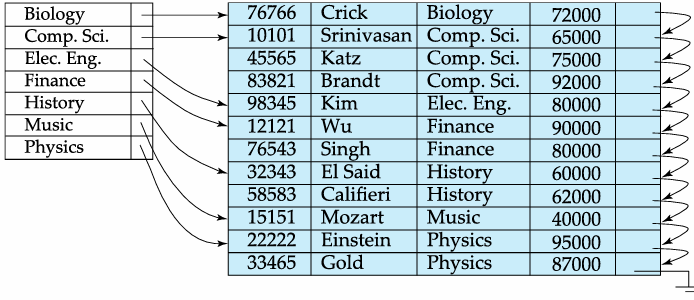 Biology
Comp. Sci.
Elec. Eng.
Finance
History
Music
Physics
76766 Crick Biology 72000
10101 Srinivasan Comp. Sci. 65000
45565 Katz Comp. Sci. 75000
83821 Brandt Comp. Sci. 92000
98345 Kim Elec. Eng. 80000
12121 Wu Finance 90000
76543 Singh Finance 80000
32343 El Said History 60000
58583 Califieri History 62000
15151 Mozart Music 40000
22222 Einstein Physics 95000
33465 Gold Physics 87000